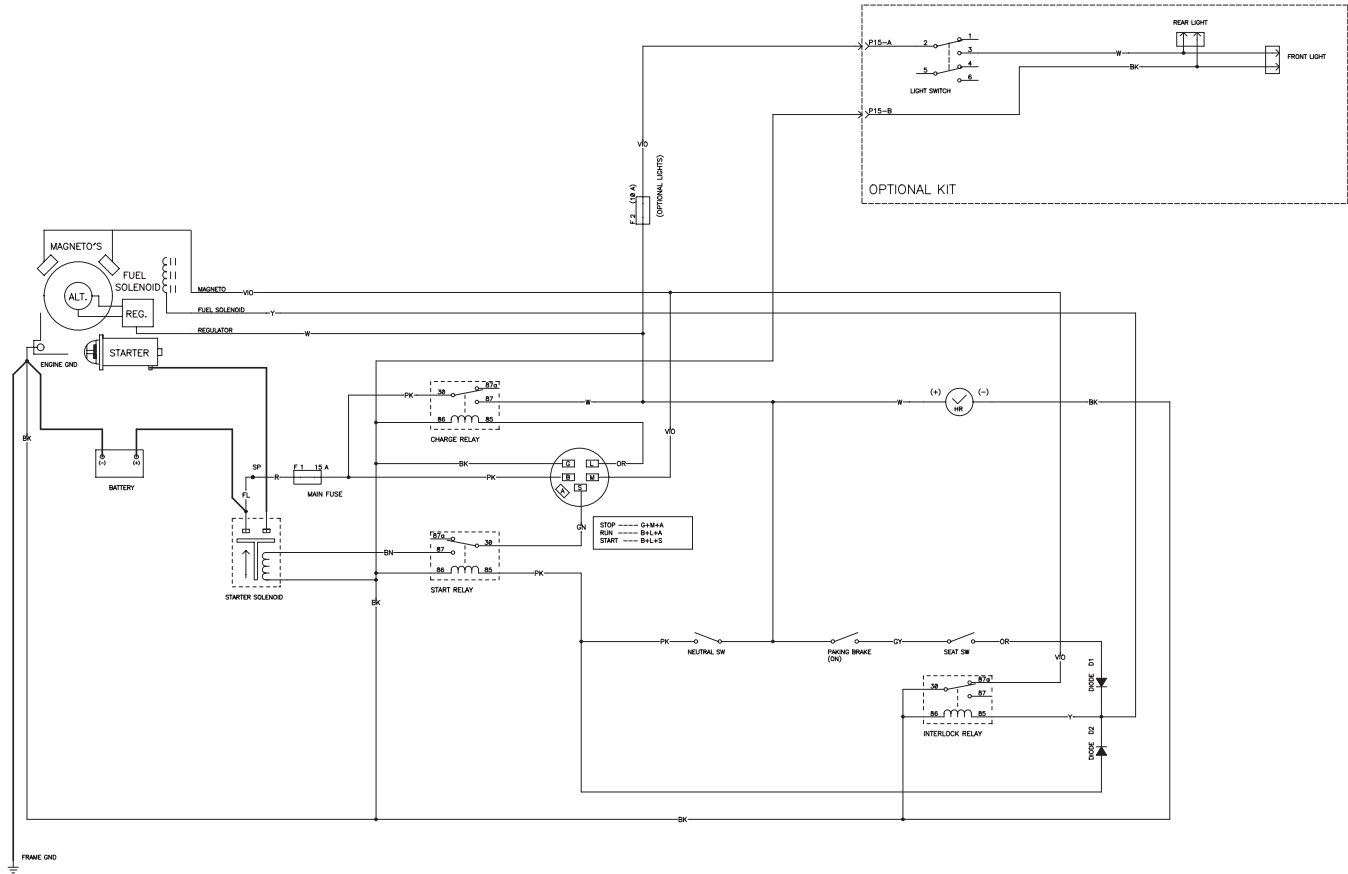 REAR LIGHT
P15-A
2
1
3
W
FRONT LIGHT
5
4
6
BK
LIGHT SWITCH
P15-B
OPTIONAL KIT
VIO
F 2 (10 A)
(OPTIONAL LIGHTS)
MAGNETO'S
FUEL
SOLENOID
ALT.
REG.
MAGNETO
VIO
FUEL SOLENOID
Y
REGULATOR
W
STARTER
ENGINE GND
87a
30
PK
87
W
86
85
CHARGE RELAY
(+)
(-)
W
HR
BK
VIO
BK
BK
G
L
OR
PK
B
M
S
A
(-)
(+)
BATTERY
SP
R
F 1 15 A
MAIN FUSE
FL
GN
STOP ---- G+M+A
RUN ---- B+L+A
START --- B+L+S
87a
30
BN
87
86
85
PK
START RELAY
STARTER SOLENOID
BK
PK
NEUTRAL SW
PAKING BRAKE
(ON)
GY
SEAT SW
OR
VIO
DIODE D1
87a
30
87
86
85
Y
INTERLOCK RELAY
DIODE D2
BK
FRAME GND